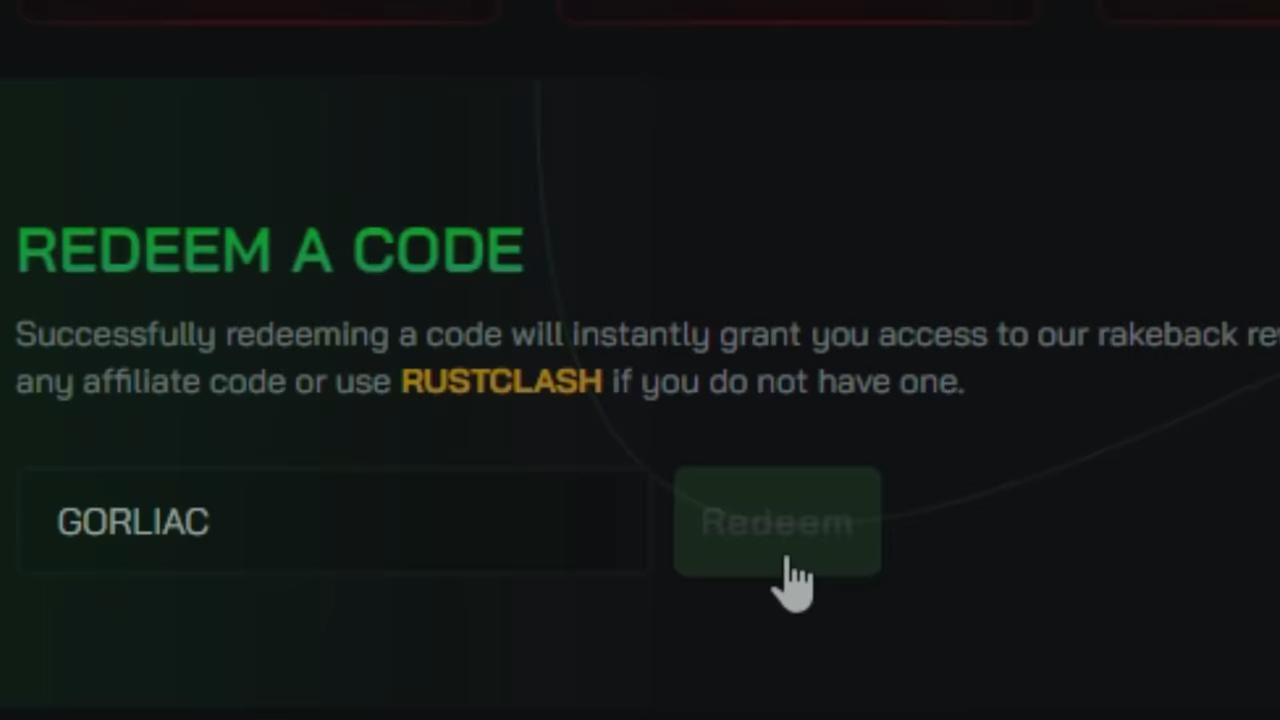 REDEEM A CODE
Successfully redeeming a code will instantly grant you access to our rakeback
any affiliate code or use RUSTCLASH if you do not have one.
GORLIAC
Redeem